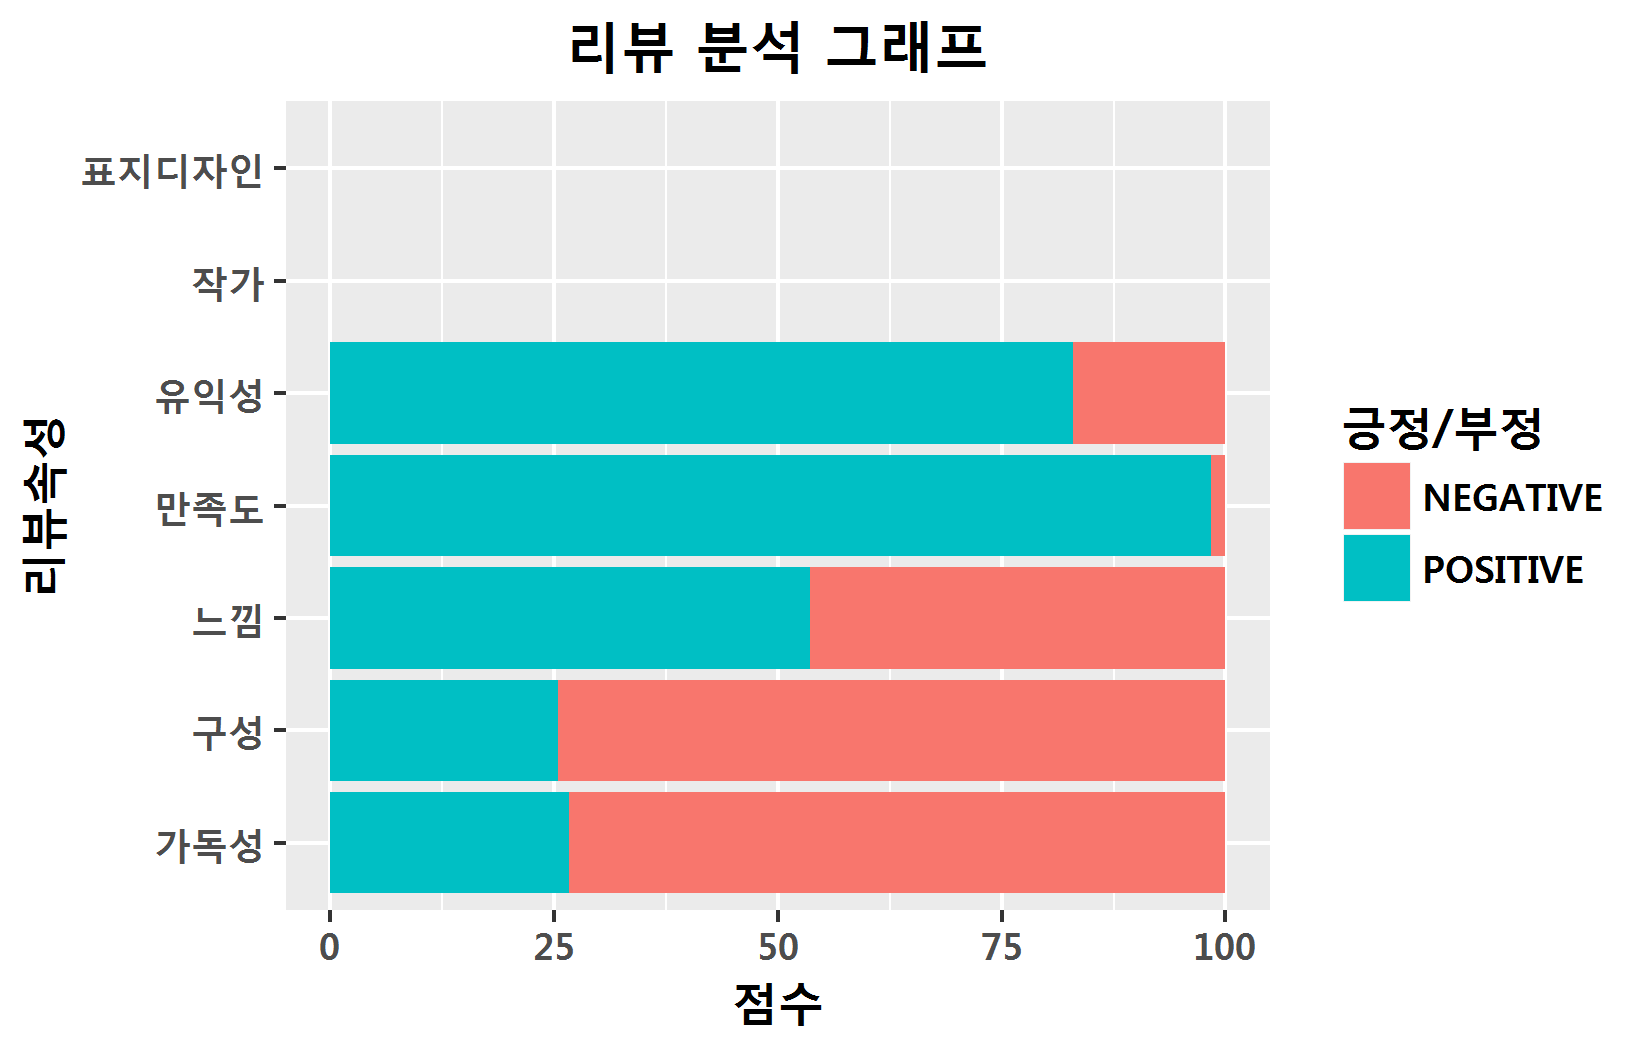 리뷰 분석 그래프
리뷰속성
표지디자인
작가
유익성
만족도
느낌
구성
가독성
0 25 50 75 100
점수
긍정/부정
NEGATIVE
POSITIVE